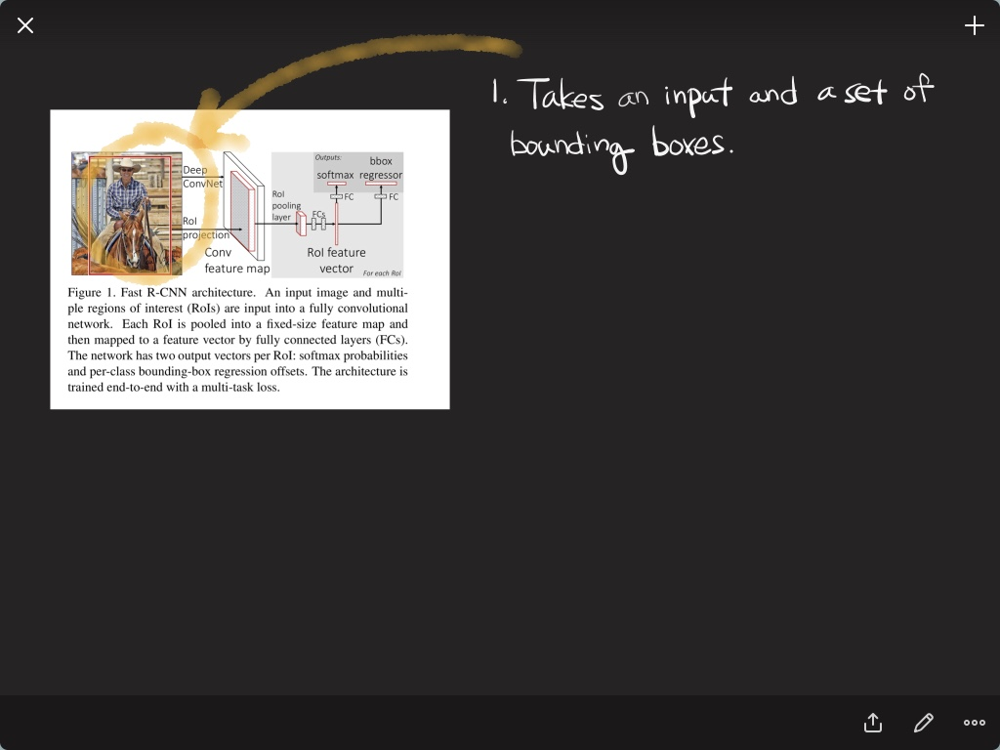 1. Takes an input and a set of
bounding boxes.
Deep
ConvNet
RoI
projection
Conv
feature map
RoI
pooling
layer
FCs
Outputs:
softmax
bbox
regressor
FC
FC
RoI feature
vector
For each RoI
Figure 1. Fast R-CNN architecture. An input image and multi-
ple regions of interest (RoIs) are input into a fully convolutional
network. Each RoI is pooled into a fixed-size feature map and
then mapped to a feature vector by fully connected layers (FCs).
The network has two output vectors per RoI: softmax probabilities
and per-class bounding-box regression offsets. The architecture is
trained end-to-end with a multi-task loss.